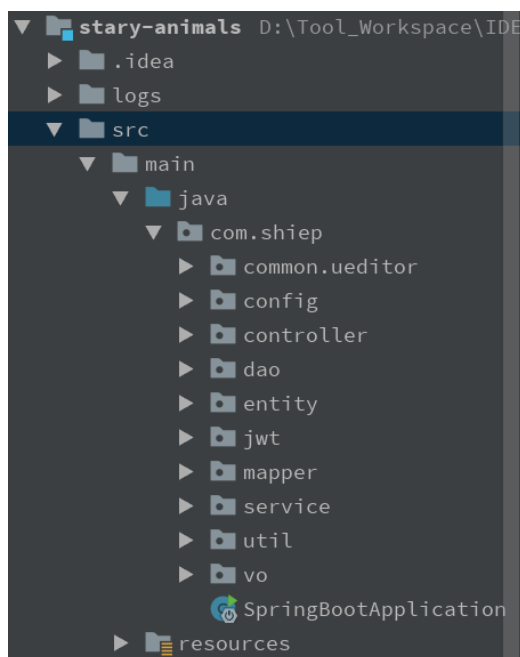 stary-animals D:\Tool_Workspace\IDE
.idea
logs
src
main
java
com.shiep
common.ueditor
config
controller
dao
entity
jwt
mapper
service
util
vo
SpringBootApplication
resources